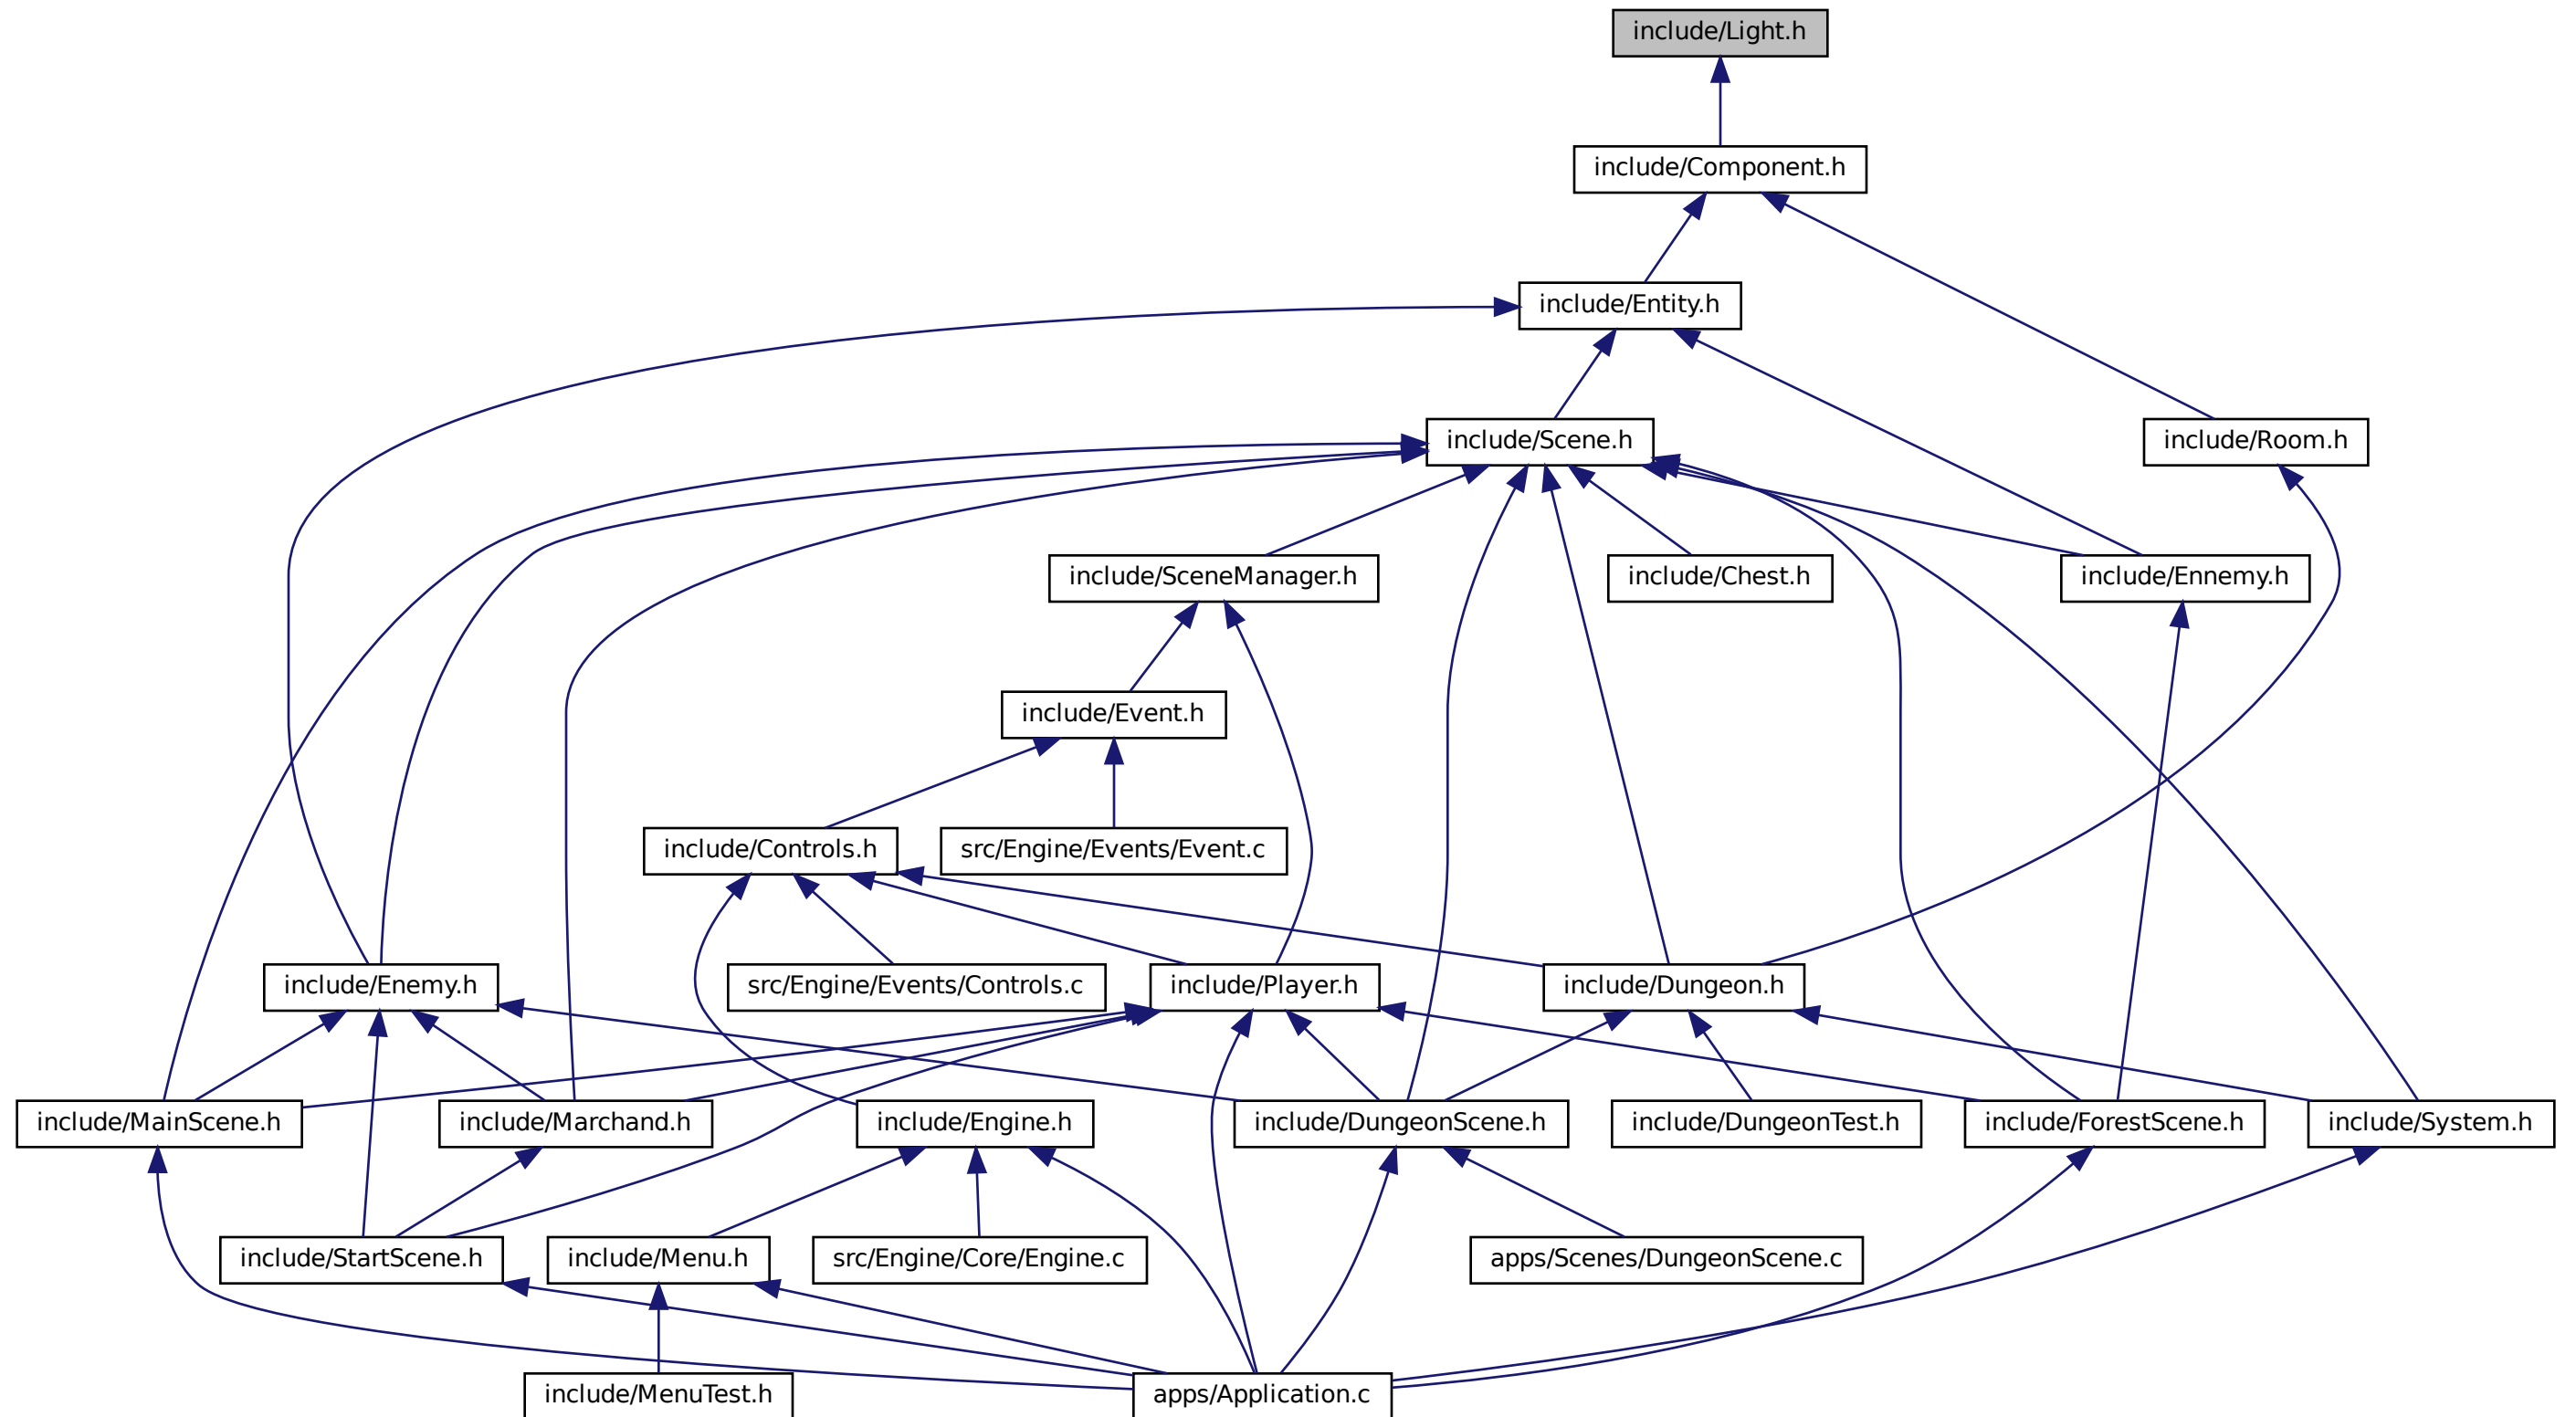 include/Light.h
include/Component.h
include/Entity.h
include/Scene.h
include/Room.h
include/SceneManager.h
include/Chest.h
include/Ennemy.h
include/Event.h
include/Controls.h
src/Engine/Events/Event.c
include/Enemy.h
src/Engine/Events/Controls.c
include/Player.h
include/Dungeon.h
include/MainScene.h
include/Marchand.h
include/Engine.h
include/DungeonScene.h
include/DungeonTest.h
include/ForestScene.h
include/System.h
include/StartScene.h
include/Menu.h
src/Engine/Core/Engine.c
apps/Scenes/DungeonScene.c
include/MenuTest.h
apps/Application.c